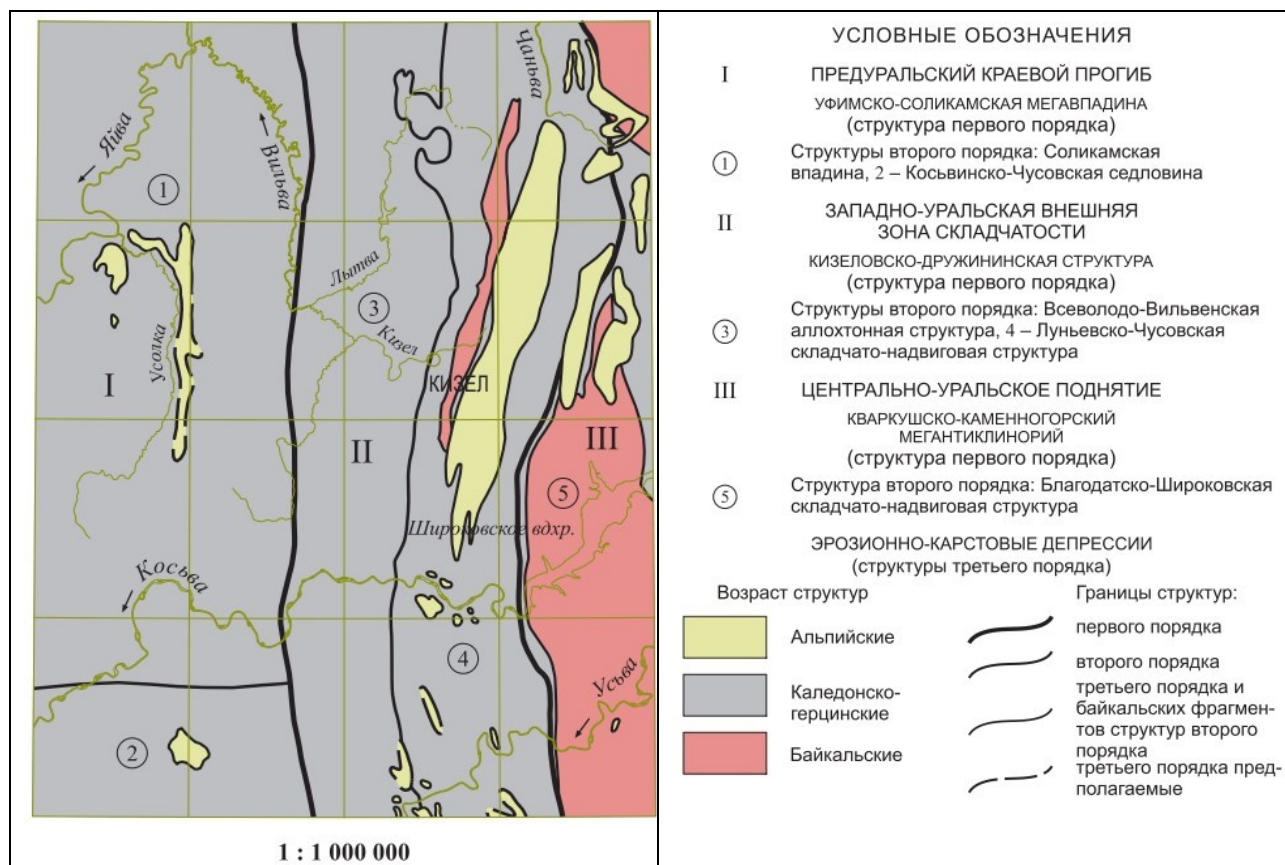 Яйва
Вильва
Чаньва
1
Лытва
3
Кизел
Усолка
I
КИЗЕЛ
II
III
5
Широковское вдхр.
Косьва
4
Усьва
2
1 : 1 000 000
УСЛОВНЫЕ ОБОЗНАЧЕНИЯ
I ПРЕДУРАЛЬСКИЙ КРАЕВОЙ ПРОГИБ
УФИМСКО-СОЛИКАМСКАЯ МЕГАВПАДИНА
(структура первого порядка)
1 Структуры второго порядка: Соликамская
впадина, 2 – Косьвинско-Чусовская седловина
II ЗАПАДНО-УРАЛЬСКАЯ ВНЕШНЯЯ
ЗОНА СКЛАДЧАТОСТИ
КИЗЕЛОВСКО-ДРУЖИНИНСКАЯ СТРУКТУРА
(структура первого порядка)
3 Структуры второго порядка: Всеволодо-Вильвенская
аллохтонная структура, 4 – Луньевско-Чусовская
складчато-надвиговая структура
III ЦЕНТРАЛЬНО-УРАЛЬСКОЕ ПОДНЯТИЕ
КВАРКУШСКО-КАМЕННОГОРСКИЙ
МЕГАНТИКЛИНОРИЙ
(структура первого порядка)
5 Структура второго порядка: Благодатско-Широковская
складчато-надвиговая структура
ЭРОЗИОННО-КАРСТОВЫЕ ДЕПРЕССИИ
(структуры третьего порядка)
Возраст структур
Альпийские
Каледонско-
герцинские
Байкальские
Границы структур:
первого порядка
второго порядка
третьего порядка и
байкальских фрагмен-
тов структур второго
порядка
третьего порядка пред-
полагаемые